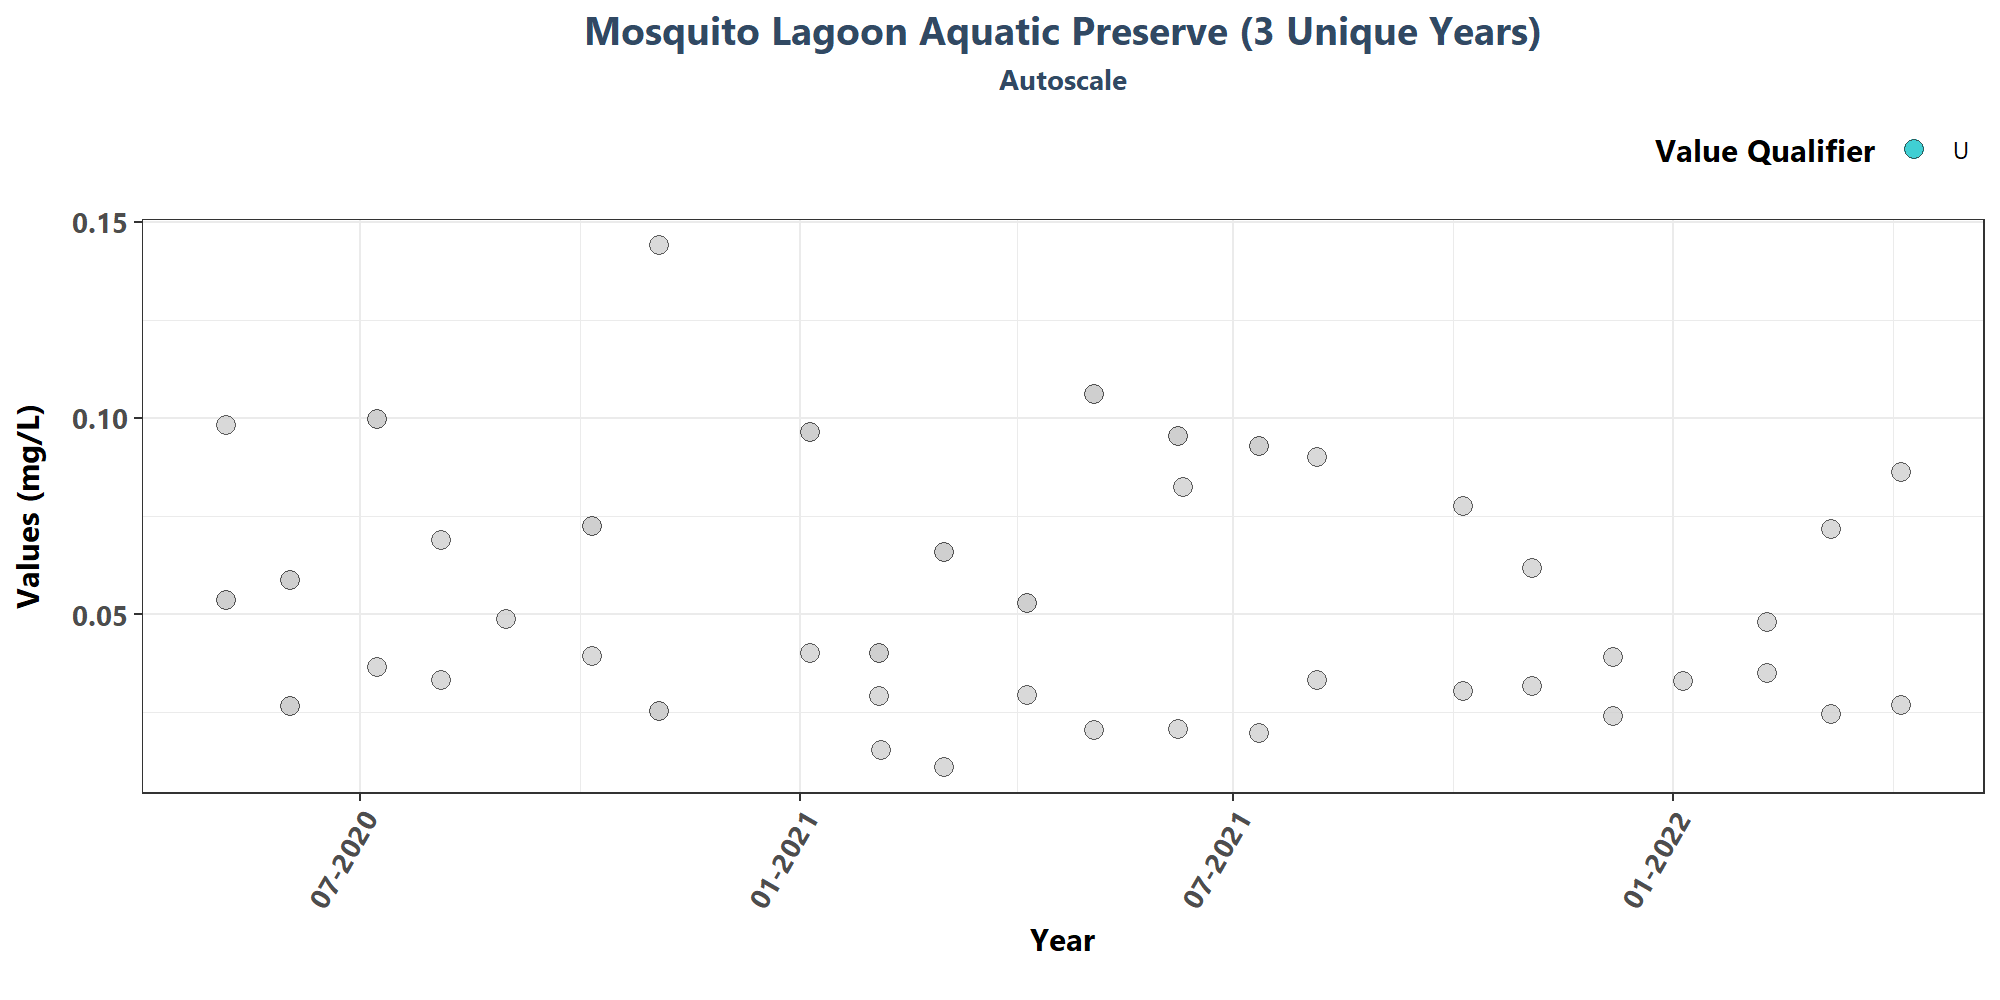 Mosquito Lagoon Aquatic Preserve (3 Unique Years)
Autoscale
Value Qualifier U
Values (mg/L)
0.15
0.10
0.05
07-2020 01-2021 07-2021 01-2022
Year